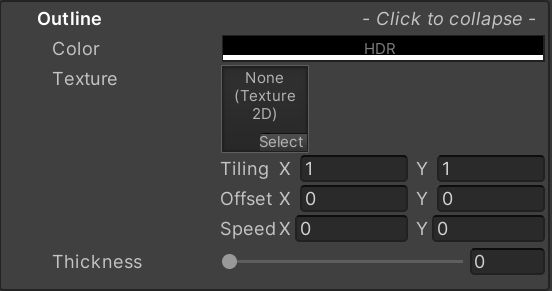 Outline - Click to collapse -
Color HDR
Texture None
(Texture
2D)
Select
Tiling X 1 Y 1
Offset X 0 Y 0
Speed X 0 Y 0
Thickness 0